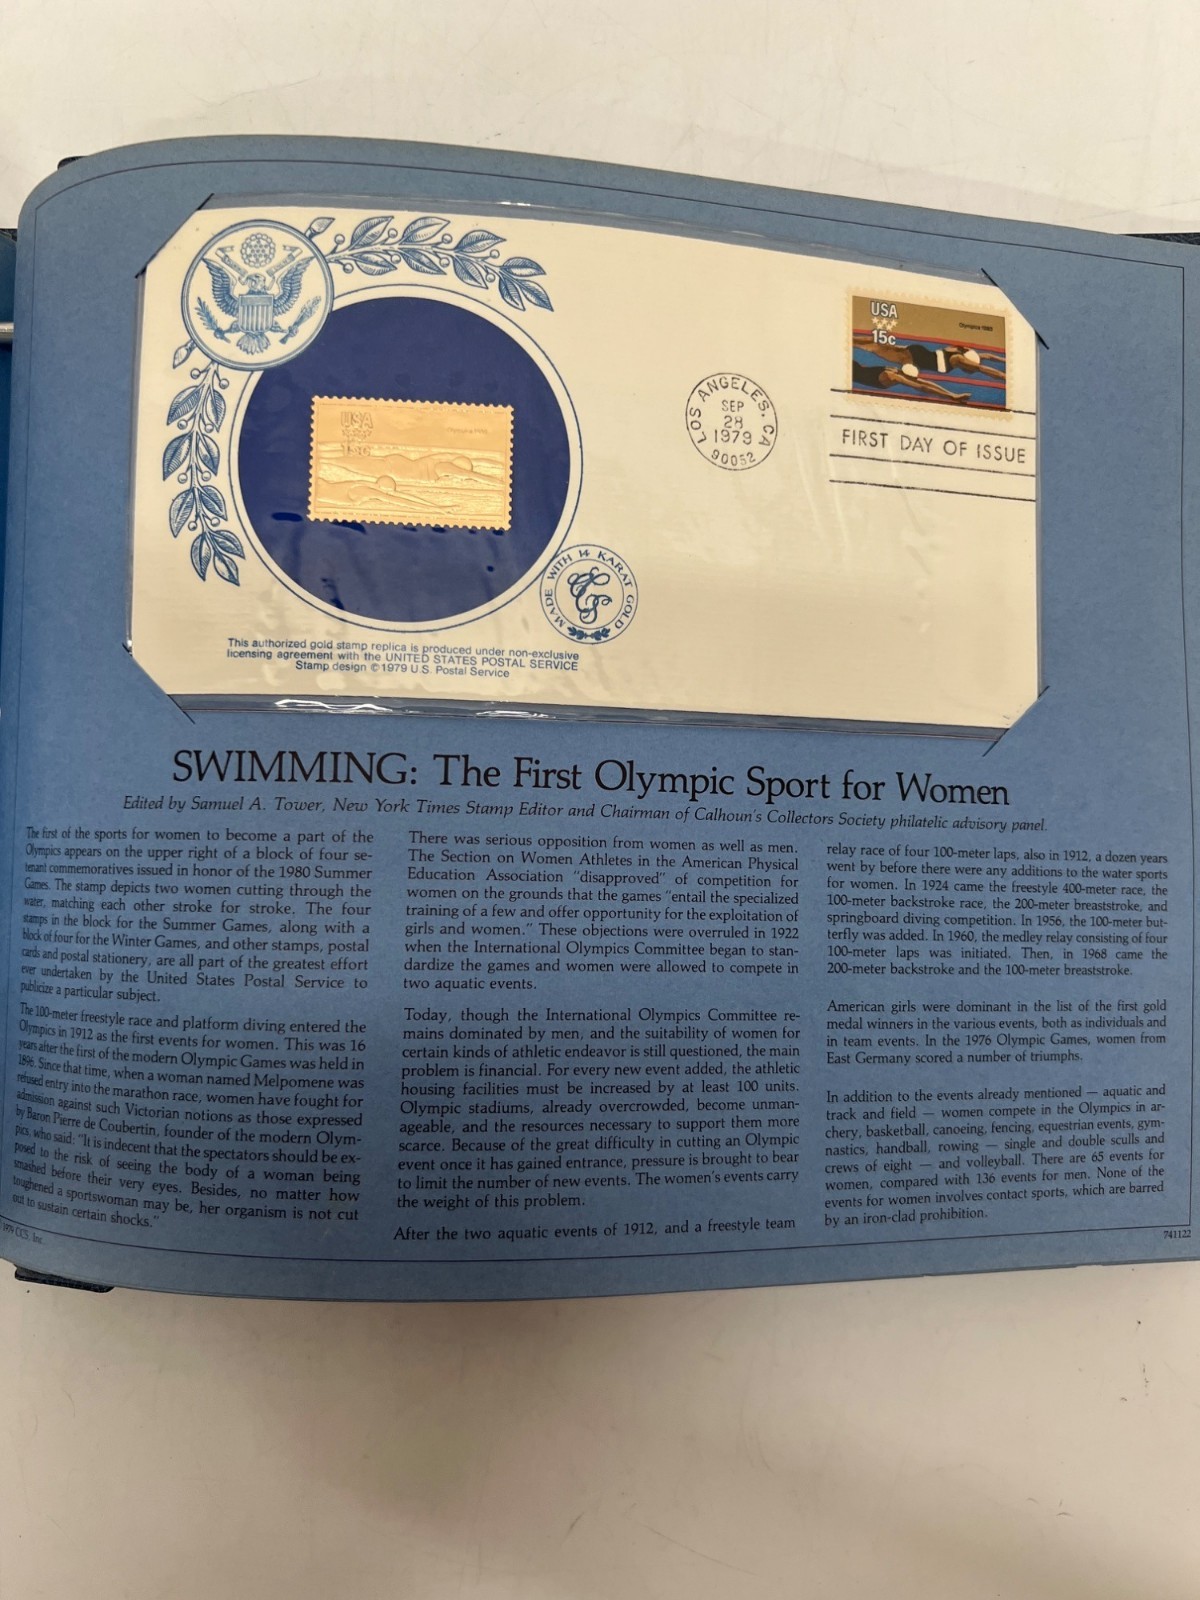 USA
15c
Olympics 1980
USA
15c
Olympics 1980
LOS ANGELES, CA
SEP
28
1979
90052
FIRST DAY OF ISSUE
MADE WITH 14 KARAT GOLD
This authorized gold stamp replica is produced under non-exclusive
licensing agreement with the UNITED STATES POSTAL SERVICE
Stamp design © 1979 U.S. Postal Service
SWIMMING: The First Olympic Sport for Women
Edited by Samuel A. Tower, New York Times Stamp Editor and Chairman of Calhoun's Collectors Society philatelic advisory panel.
The first of the sports for women to become a part of the
Olympics appears on the upper right of a block of four se-
tenant commemoratives issued in honor of the 1980 Summer
Games. The stamp depicts two women cutting through the
water, matching each other stroke for stroke. The four
stamps in the block for the Summer Games, along with a
block of four for the Winter Games, and other stamps, postal
cards and postal stationery, are all part of the greatest effort
ever undertaken by the United States Postal Service to
publicize a particular subject.
The 100-meter freestyle race and platform diving entered the
Olympics in 1912 as the first events for women. This was 16
years after the first of the modern Olympic Games was held in
1896. Since that time, when a woman named Melpomene was
refused entry into the marathon race, women have fought for
admission against such Victorian notions as those expressed
by Baron Pierre de Coubertin, founder of the modern Olym-
pics, who said: "It is indecent that the spectators should be ex-
posed to the risk of seeing the body of a woman being
smashed before their very eyes. Besides, no matter how
toughened a sportswoman may be, her organism is not cut
out to sustain certain shocks."
There was serious opposition from women as well as men.
The Section on Women Athletes in the American Physical
Education Association "disapproved" of competition for
women on the grounds that the games "entail the specialized
training of a few and offer opportunity for the exploitation of
girls and women." These objections were overruled in 1922
when the International Olympics Committee began to stan-
dardize the games and women were allowed to compete in
two aquatic events.
Today, though the International Olympics Committee re-
mains dominated by men, and the suitability of women for
certain kinds of athletic endeavor is still questioned, the main
problem is financial. For every new event added, the athletic
housing facilities must be increased by at least 100 units.
Olympic stadiums, already overcrowded, become unman-
ageable, and the resources necessary to support them more
scarce. Because of the great difficulty in cutting an Olympic
event once it has gained entrance, pressure is brought to bear
to limit the number of new events. The women's events carry
the weight of this problem.
After the two aquatic events of 1912, and a freestyle team
relay race of four 100-meter laps, also in 1912, a dozen years
went by before there were any additions to the water sports
for women. In 1924 came the freestyle 400-meter race, the
100-meter backstroke race, the 200-meter breaststroke, and
springboard diving competition. In 1956, the 100-meter but-
terfly was added. In 1960, the medley relay consisting of four
100-meter laps was initiated. Then, in 1968 came the
200-meter backstroke and the 100-meter breaststroke.
American girls were dominant in the list of the first gold
medal winners in the various events, both as individuals and
in team events. In the 1976 Olympic Games, women from
East Germany scored a number of triumphs.
In addition to the events already mentioned — aquatic and
track and field — women compete in the Olympics in ar-
chery, basketball, canoeing, fencing, equestrian events, gym-
nastics, handball, rowing — single and double sculls and
crews of eight — and volleyball. There are 65 events for
women, compared with 136 events for men. None of the
events for women involves contact sports, which are barred
by an iron-clad prohibition.
1979 CCS, Inc.
741122